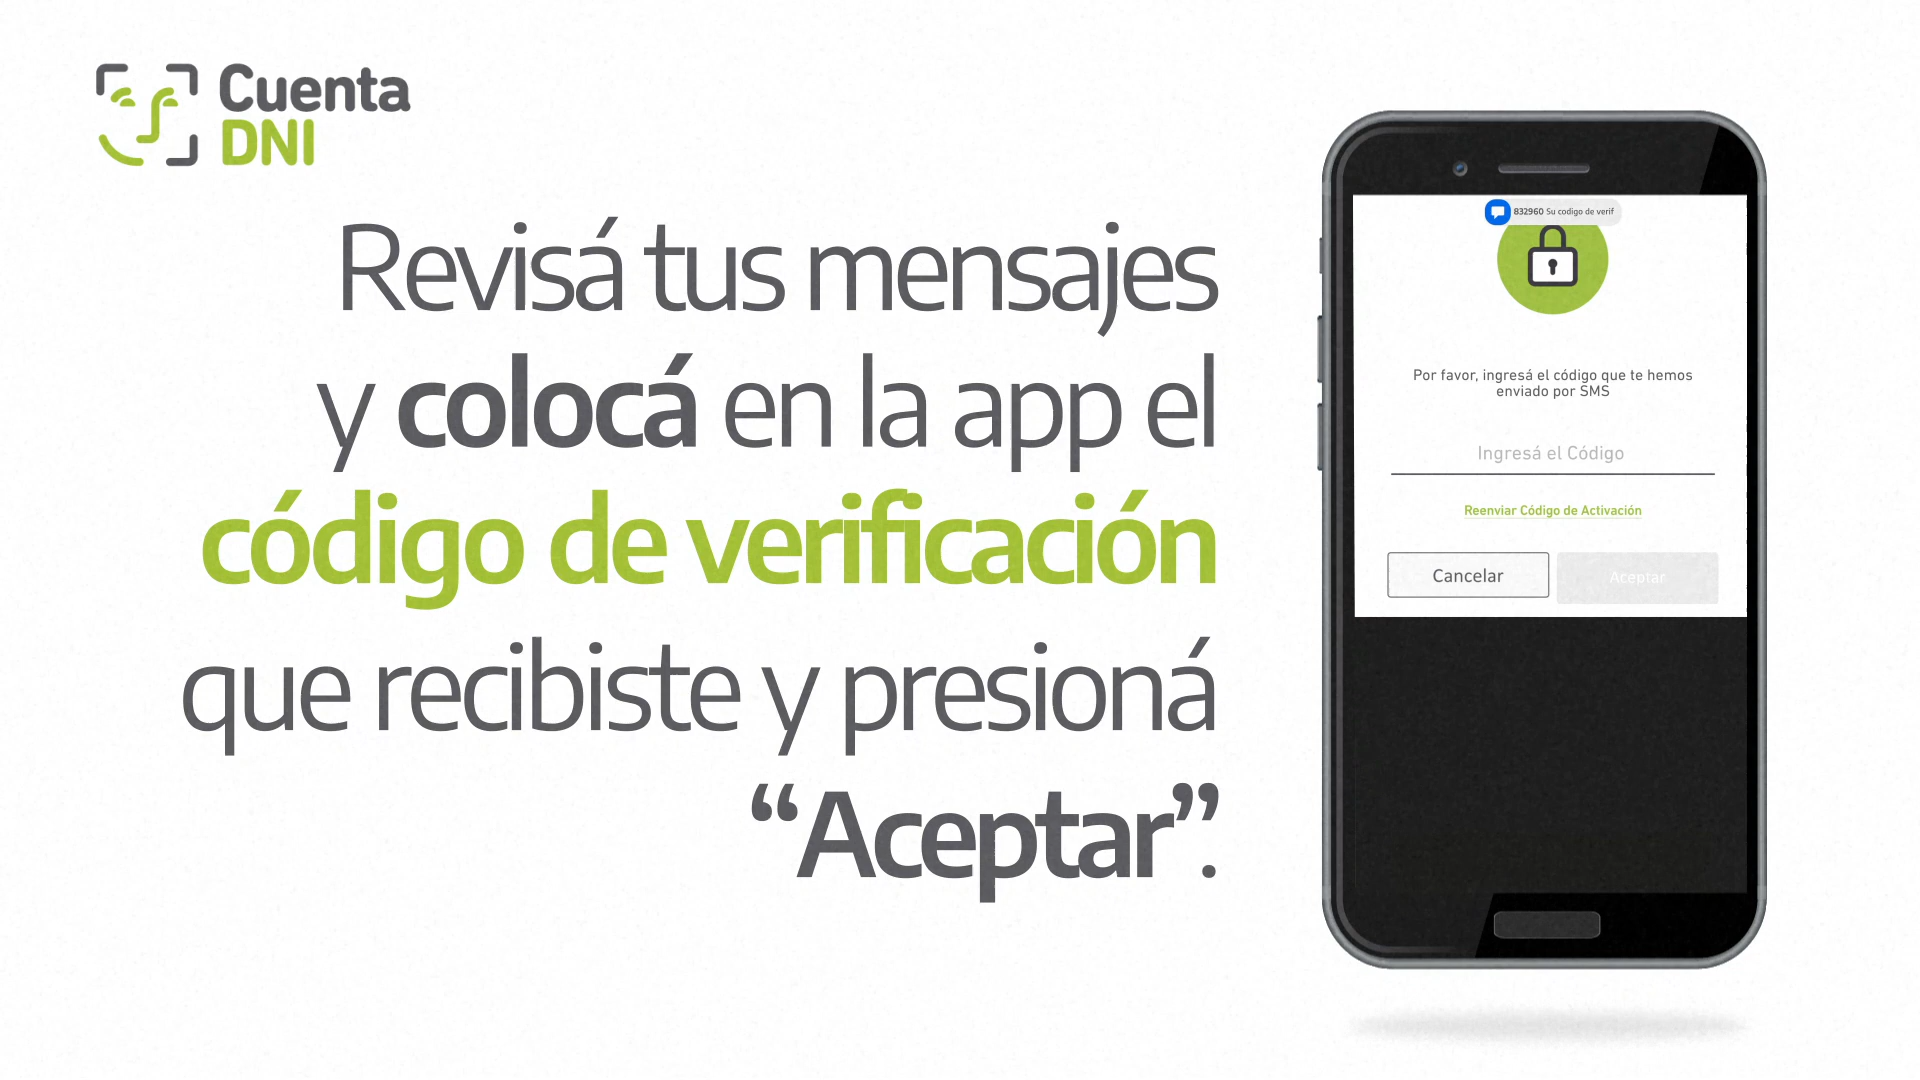 Cuenta
DNI
Revisá tus mensajes
y colocá en la app el
código de verificación
que recibiste y presioná
“Aceptar”.
832960 Su codigo de verif
Por favor, ingresá el código que te hemos
enviado por SMS
Ingresá el Código
Reenviar Código de Activación
Cancelar
Aceptar